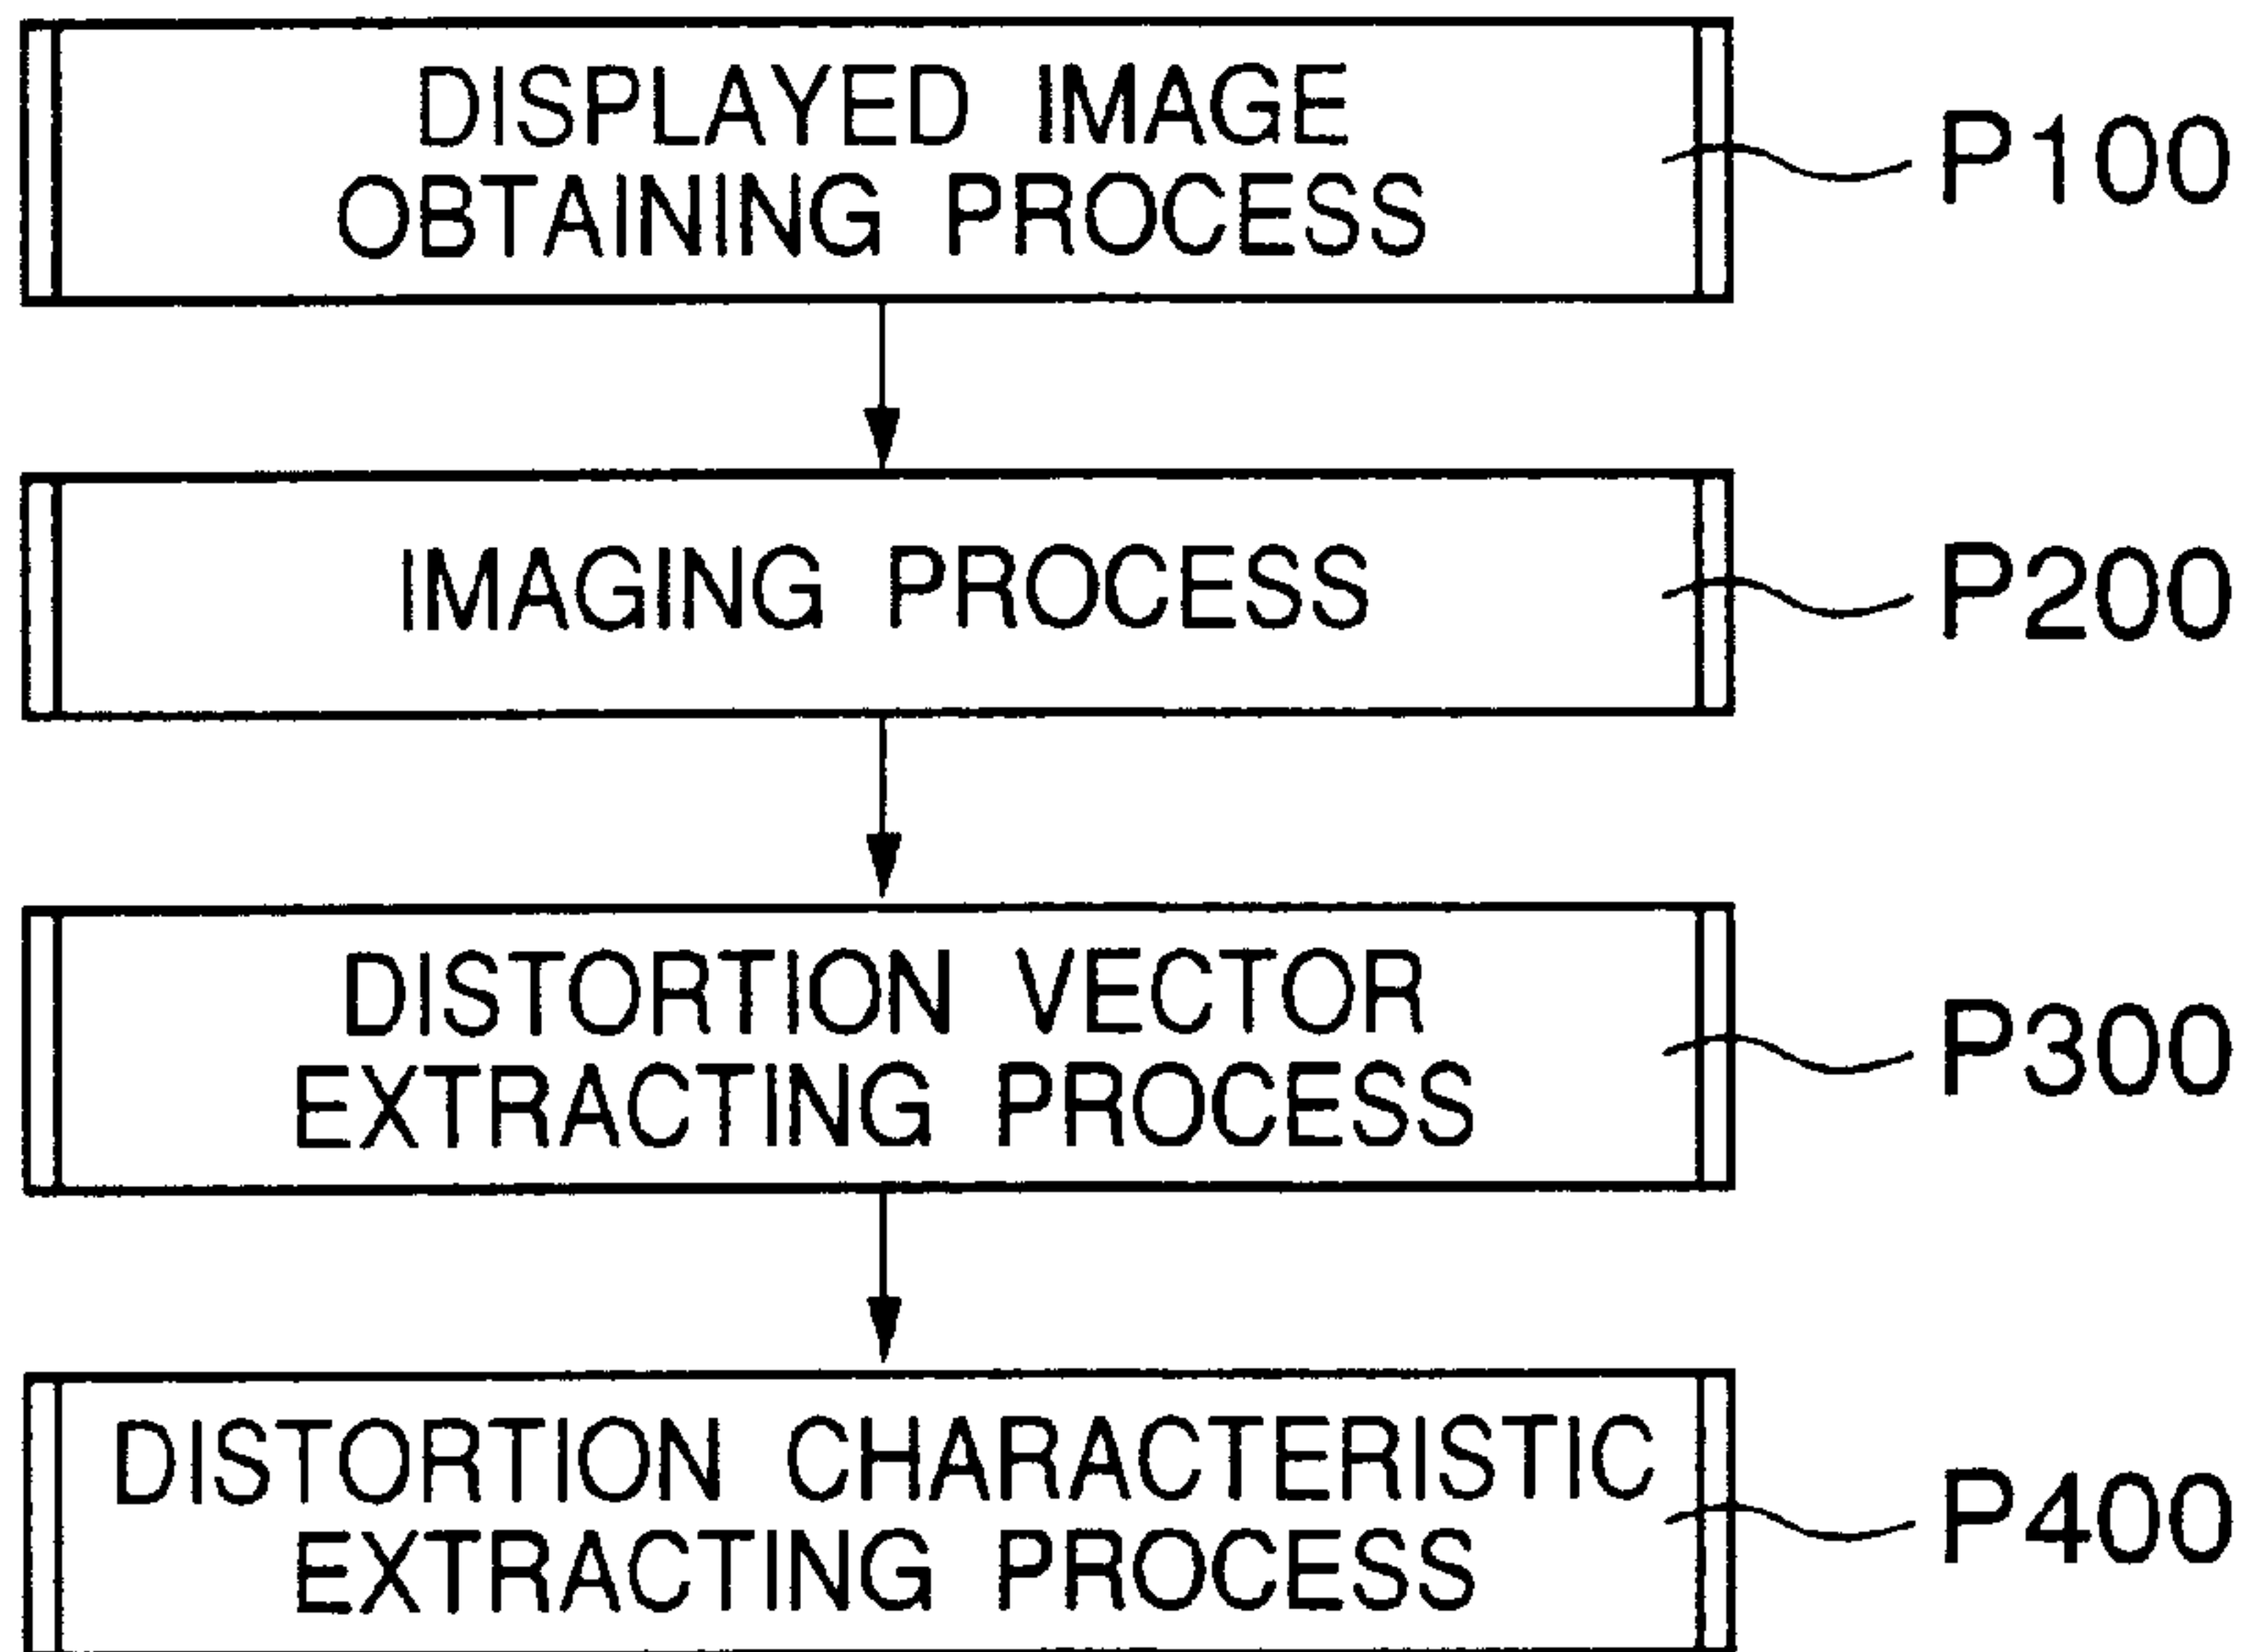 DISPLAYED IMAGE
OBTAINING PROCESS
P100
IMAGING PROCESS
P200
DISTORTION VECTOR
EXTRACTING PROCESS
P300
DISTORTION CHARACTERISTIC
EXTRACTING PROCESS
P400